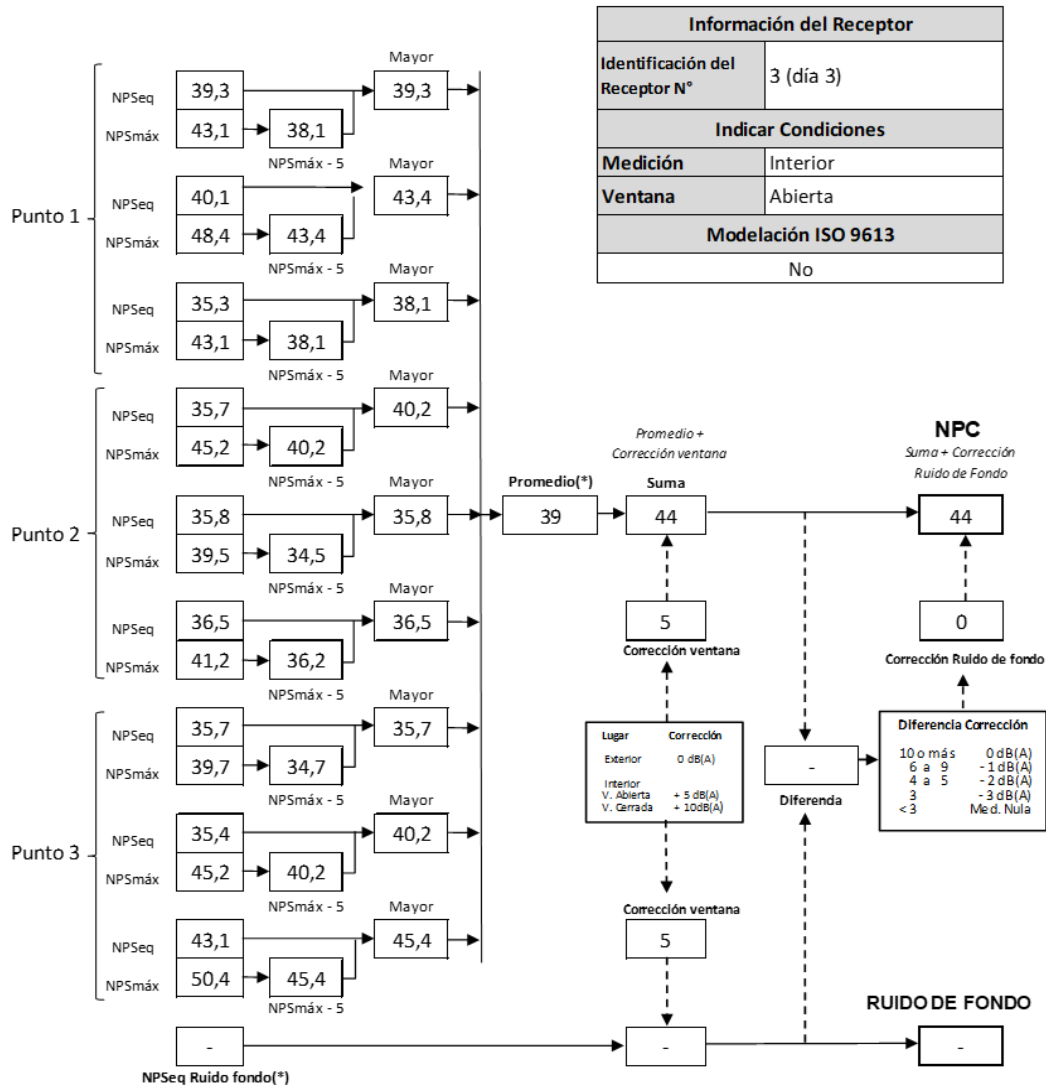 Información del Receptor
Identificación del
Receptor N°
3 (día 3)
Indicar Condiciones
Medición
Interior
Ventana
Abierta
Modelación ISO 9613
No
Punto 1
Mayor
NPSeq
39,3
39,3
NPSmáx
43,1
38,1
NPSmáx - 5
Mayor
NPSeq
40,1
43,4
NPSmáx
48,4
43,4
NPSmáx - 5
Mayor
NPSeq
35,3
38,1
NPSmáx
43,1
38,1
NPSmáx - 5
Punto 2
Mayor
NPSeq
35,7
40,2
NPSmáx
45,2
40,2
NPSmáx - 5
Mayor
NPSeq
35,8
35,8
NPSmáx
39,5
34,5
NPSmáx - 5
Mayor
NPSeq
36,5
36,5
NPSmáx
41,2
36,2
NPSmáx - 5
Punto 3
Mayor
NPSeq
35,7
35,7
NPSmáx
39,7
34,7
NPSmáx - 5
Mayor
NPSeq
35,4
40,2
NPSmáx
45,2
40,2
NPSmáx - 5
Mayor
NPSeq
43,1
45,4
NPSmáx
50,4
45,4
NPSmáx - 5
-
NPSeq Ruido fondo(*)
Promedio(*)
39
Promedio +
Corrección ventana
Suma
44
5
Corrección ventana
Lugar Corrección
Exterior 0 dB(A)
Interior
V. Abierta + 5 dB(A)
V. Cerrada + 10dB(A)
Corrección ventana
5
-
-
Diferenda
NPC
Suma + Corrección
Ruido de Fondo
44
0
Corrección Ruido de fondo
Diferencia Corrección
10 o más 0 dB(A)
6 a 9 - 1 dB(A)
4 a 5 - 2 dB(A)
3 - 3 dB(A)
< 3 Med. Nula
RUIDO DE FONDO
-